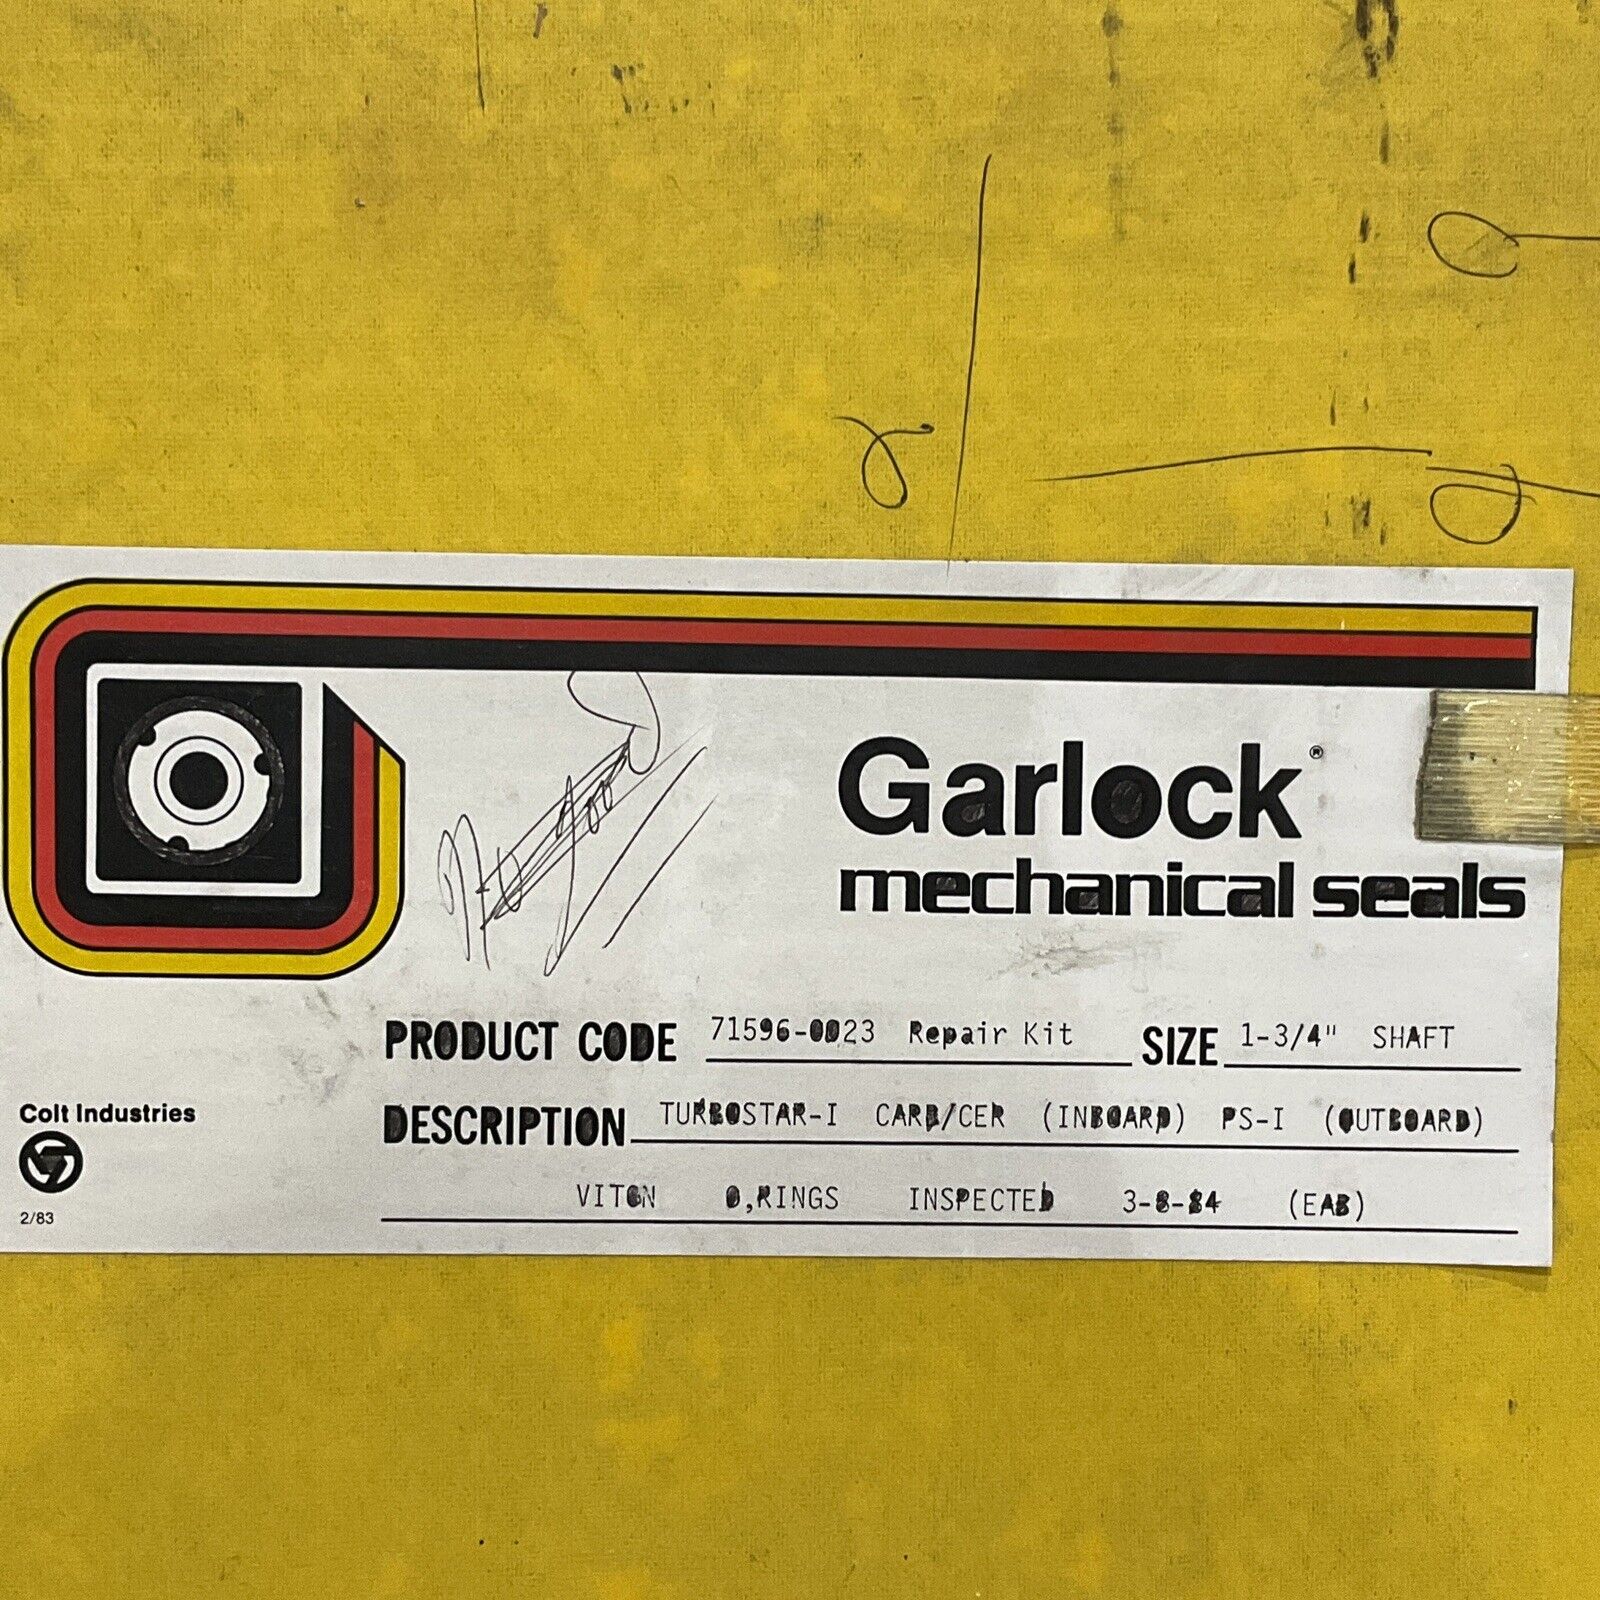 Garlock®
mechanical seals
PRODUCT CODE 71596-0023 Repair Kit SIZE 1-3/4" SHAFT
DESCRIPTION TURBOSTAR-I CARB/CER (INBOARD) PS-I (OUTBOARD)
VITON O,RINGS INSPECTED 3-8-84 (EAB)
Colt Industries
2/83